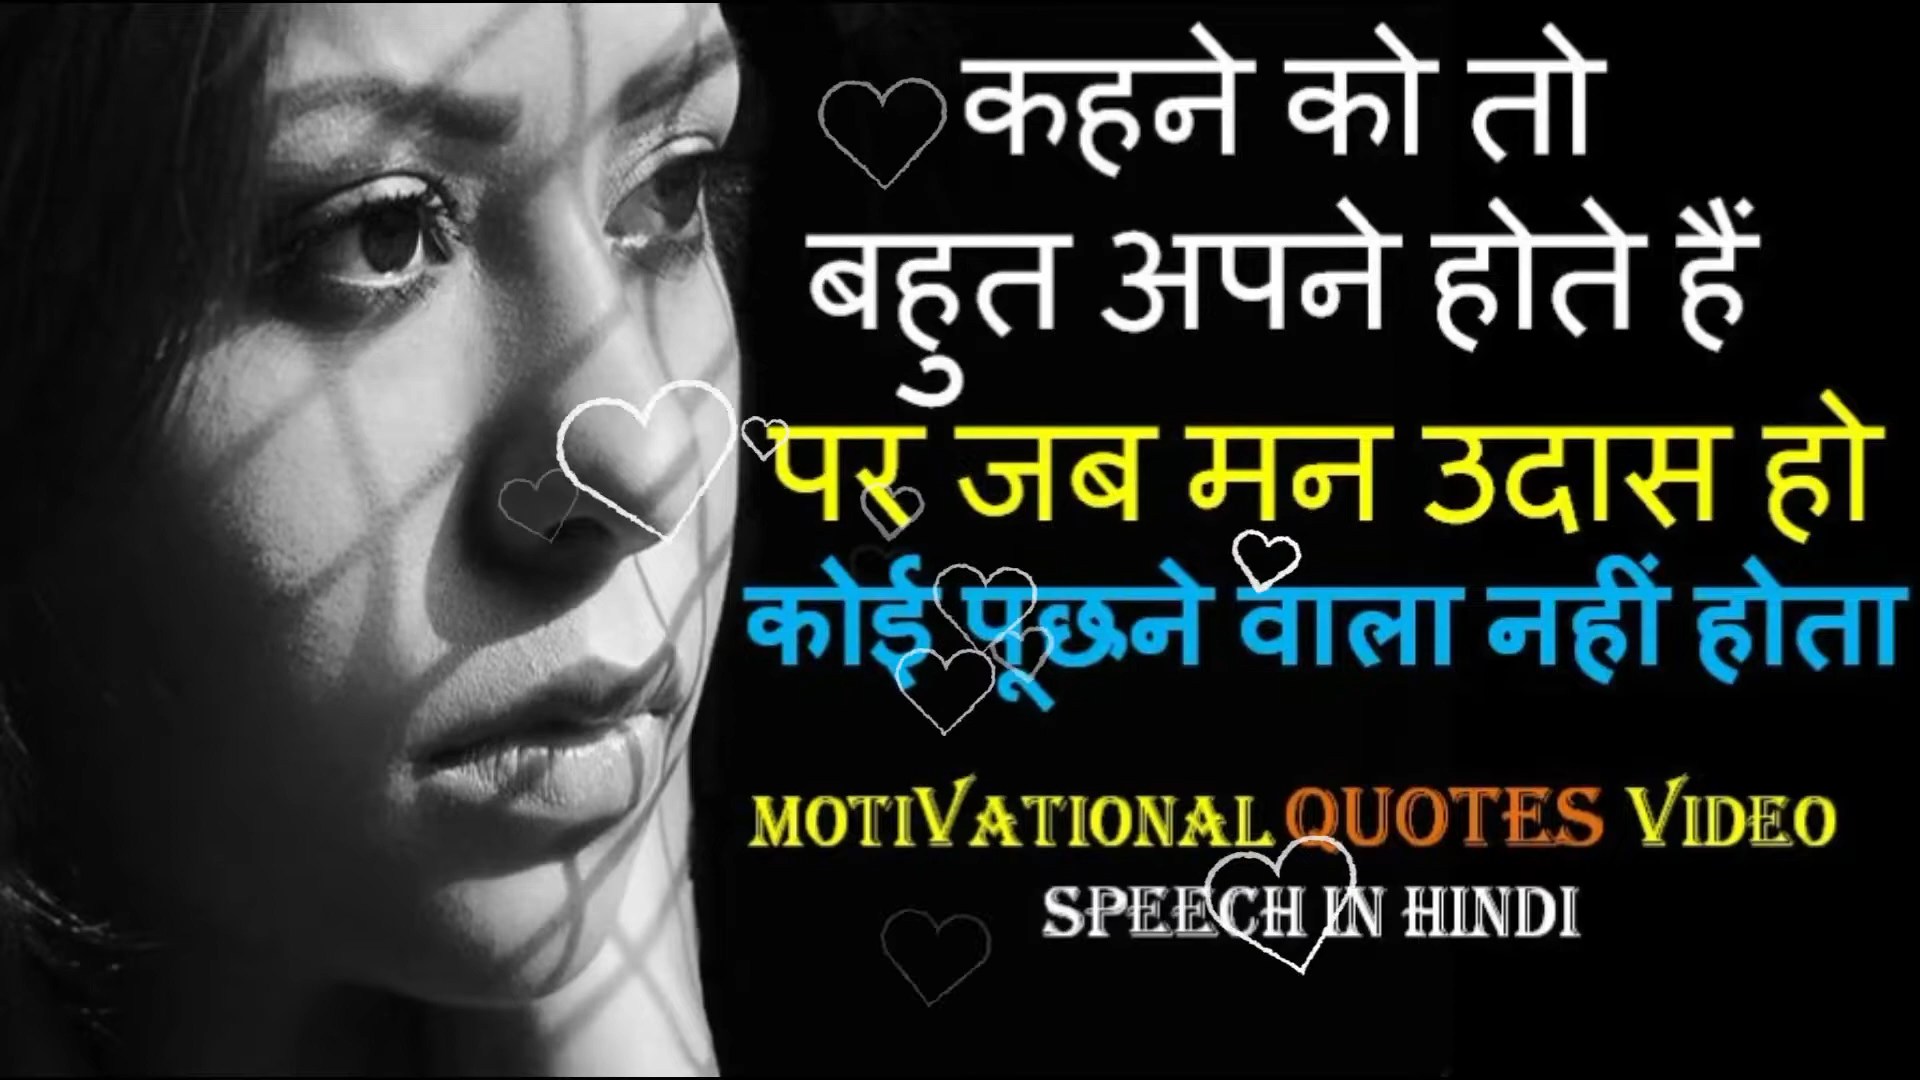 कहने को तो
बहुत अपने होते हैं
पर जब मन उदास हो
कोई पूछने वाला नहीं होता
MOTIVATIONAL QUOTES VIDEO
SPEECH IN HINDI